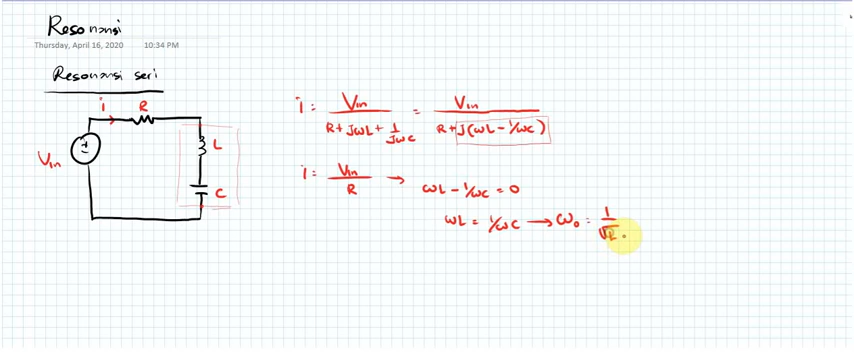 Resonansi
Thursday, April 16, 2020 10:34 PM
Resonansi seri
i R
L
Vin
C
i = Vin / (R + jωL + 1/jωC) = Vin / (R + j(ωL - 1/ωC))
i = Vin / R → ωL - 1/ωC = 0
ωL = 1/ωC → ω₀ = 1/√L